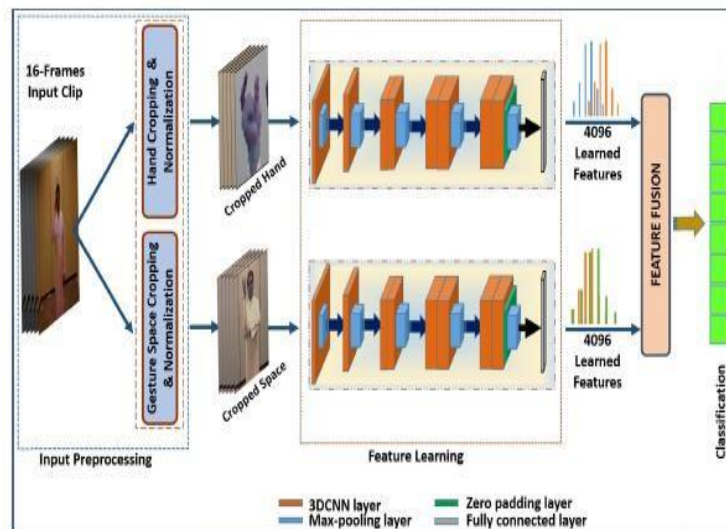 16-Frames
Input Clip
Hand Cropping &
Normalization
Gesture Space Cropping
& Normalization
Cropped Hand
Cropped Space
4096
Learned
Features
4096
Learned
Features
FEATURE FUSION
Classification
Input Preprocessing
Feature Learning
3DCNN layer
Max-pooling layer
Zero padding layer
Fully connected layer